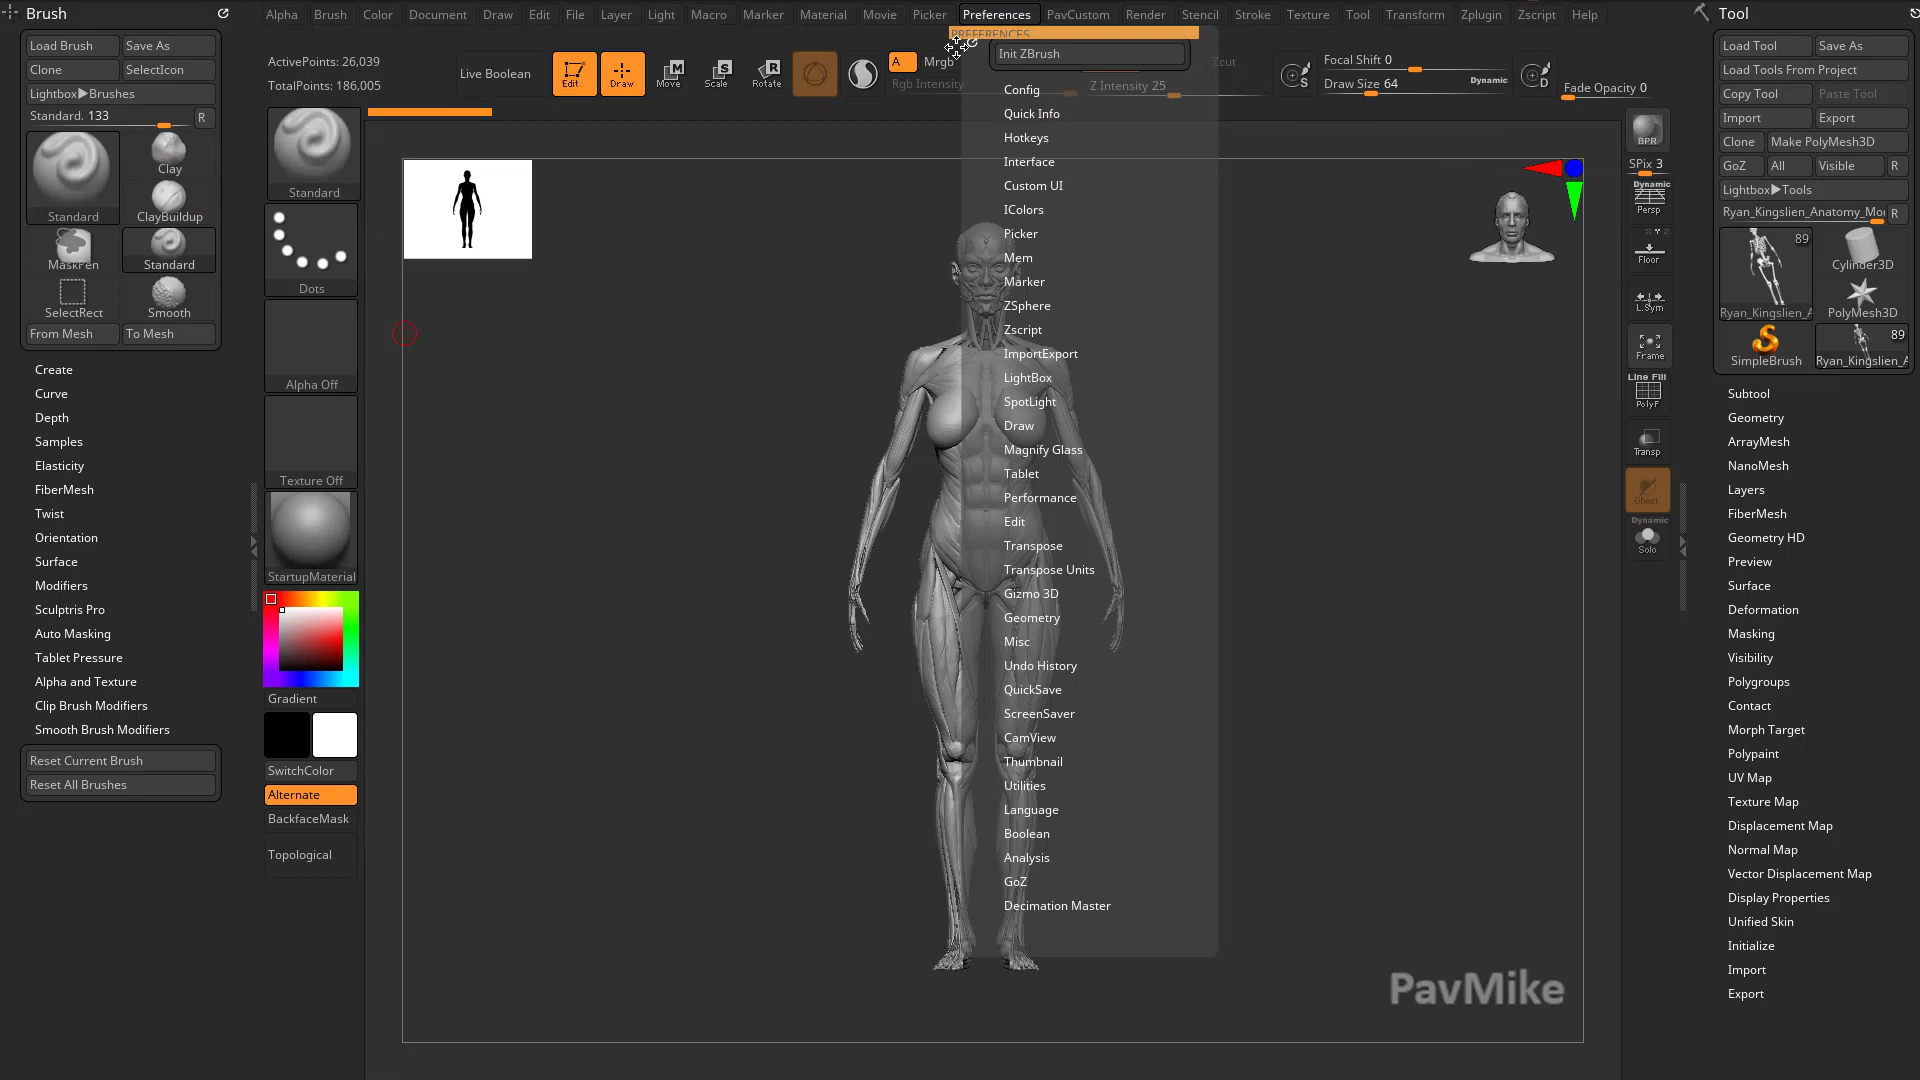 Brush
Load Brush
Save As
Clone
SelectIcon
Lightbox▶Brushes
Standard. 133
R
Standard
Clay
ClayBuildup
MaskPen
Standard
SelectRect
Smooth
From Mesh
To Mesh
Create
Curve
Depth
Samples
Elasticity
FiberMesh
Twist
Orientation
Surface
Modifiers
Sculptris Pro
Auto Masking
Tablet Pressure
Alpha and Texture
Clip Brush Modifiers
Smooth Brush Modifiers
Reset Current Brush
Reset All Brushes
Alpha Brush Color Document Draw Edit File Layer Light Macro Marker Material Movie Picker Preferences PavCustom Render Stencil Stroke Texture Tool Transform Zplugin Zscript Help
ActivePoints: 26,039
TotalPoints: 186,005
Live Boolean
Edit
Draw
M
Move
S
Scale
R
Rotate
A
Mrgb
Rgb Intensity
Zcut
Z Intensity 25
S
Focal Shift 0
Draw Size 64
Dynamic
D
Fade Opacity 0
Standard
Dots
Alpha Off
Texture Off
StartupMaterial
Gradient
SwitchColor
Alternate
BackfaceMask
Topological
PREFERENCES
Init ZBrush
Config
Quick Info
Hotkeys
Interface
Custom UI
IColors
Picker
Mem
Marker
ZSphere
Zscript
ImportExport
LightBox
SpotLight
Draw
Magnify Glass
Tablet
Performance
Edit
Transpose
Transpose Units
Gizmo 3D
Geometry
Misc
Undo History
QuickSave
ScreenSaver
CamView
Thumbnail
Utilities
Language
Boolean
Analysis
GoZ
Decimation Master
PavMike
BPR
SPix 3
Dynamic
Persp
Floor
L.Sym
Frame
Line Fill
PolyF
Transp
Ghost
Dynamic
Solo
Tool
Load Tool
Save As
Load Tools From Project
Copy Tool
Paste Tool
Import
Export
Clone
Make PolyMesh3D
GoZ
All
Visible
R
Lightbox▶Tools
Ryan_Kingslien_Anatomy_Mo
R
89
Ryan_Kingslien_A
Cylinder3D
PolyMesh3D
SimpleBrush
89
Ryan_Kingslien_A
Subtool
Geometry
ArrayMesh
NanoMesh
Layers
FiberMesh
Geometry HD
Preview
Surface
Deformation
Masking
Visibility
Polygroups
Contact
Morph Target
Polypaint
UV Map
Texture Map
Displacement Map
Normal Map
Vector Displacement Map
Display Properties
Unified Skin
Initialize
Import
Export